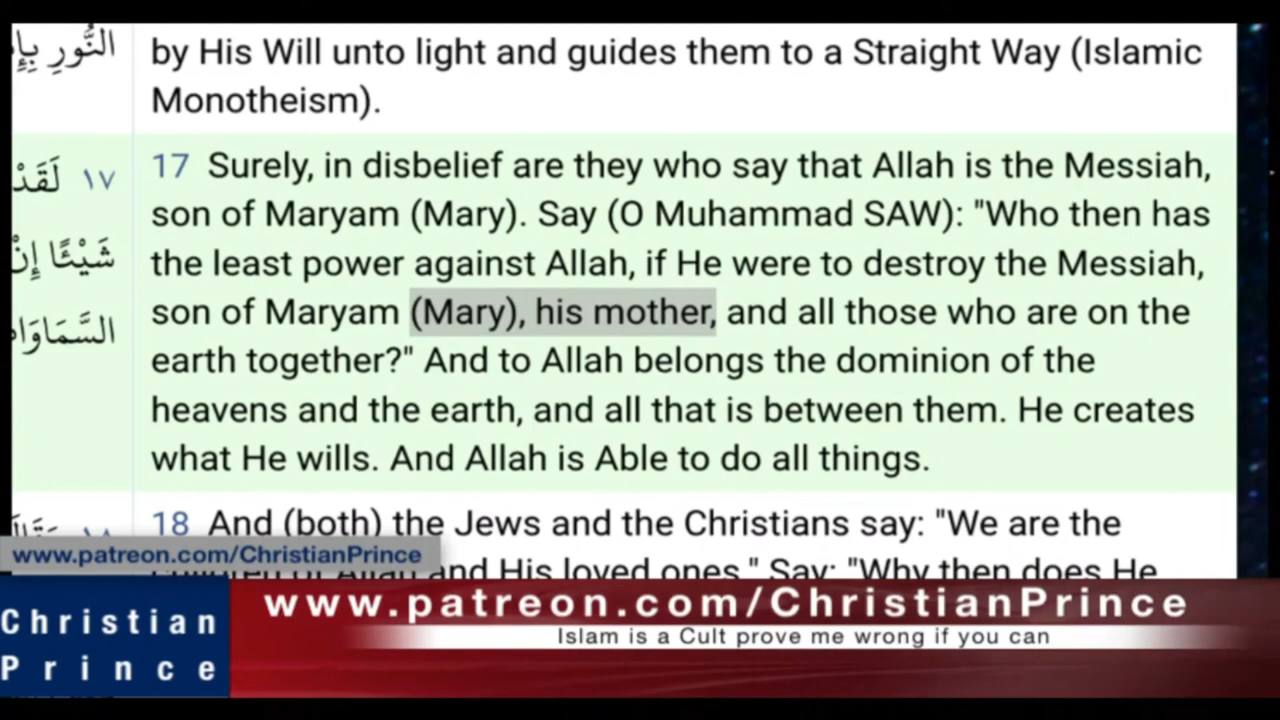 النُّورِ
by His Will unto light and guides them to a Straight Way (Islamic
Monotheism).
١٧ لَقَدْ
شَيْئًا إِنْ
17 Surely, in disbelief are they who say that Allah is the Messiah,
son of Maryam (Mary). Say (O Muhammad SAW): "Who then has
the least power against Allah, if He were to destroy the Messiah,
son of Maryam (Mary), his mother, and all those who are on the
earth together?" And to Allah belongs the dominion of the
heavens and the earth, and all that is between them. He creates
what He wills. And Allah is Able to do all things.
18 And (both) the Jews and the Christians say: "We are the
and His loved ones." Say: "Why then does He
www.patreon.com/ChristianPrince
www.patreon.com/ChristianPrince
Islam is a Cult prove me wrong if you can
Christian
Prince